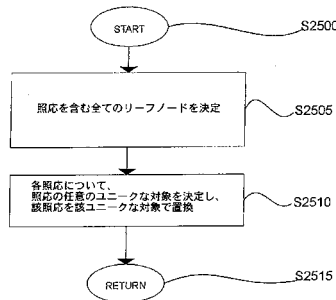 START
S2500
照応を含む全てのリーフノードを決定
S2505
各照応について、
照応の任意のユニークな対象を決定し、
該照応を該ユニークな対象で置換
S2510
RETURN
S2515